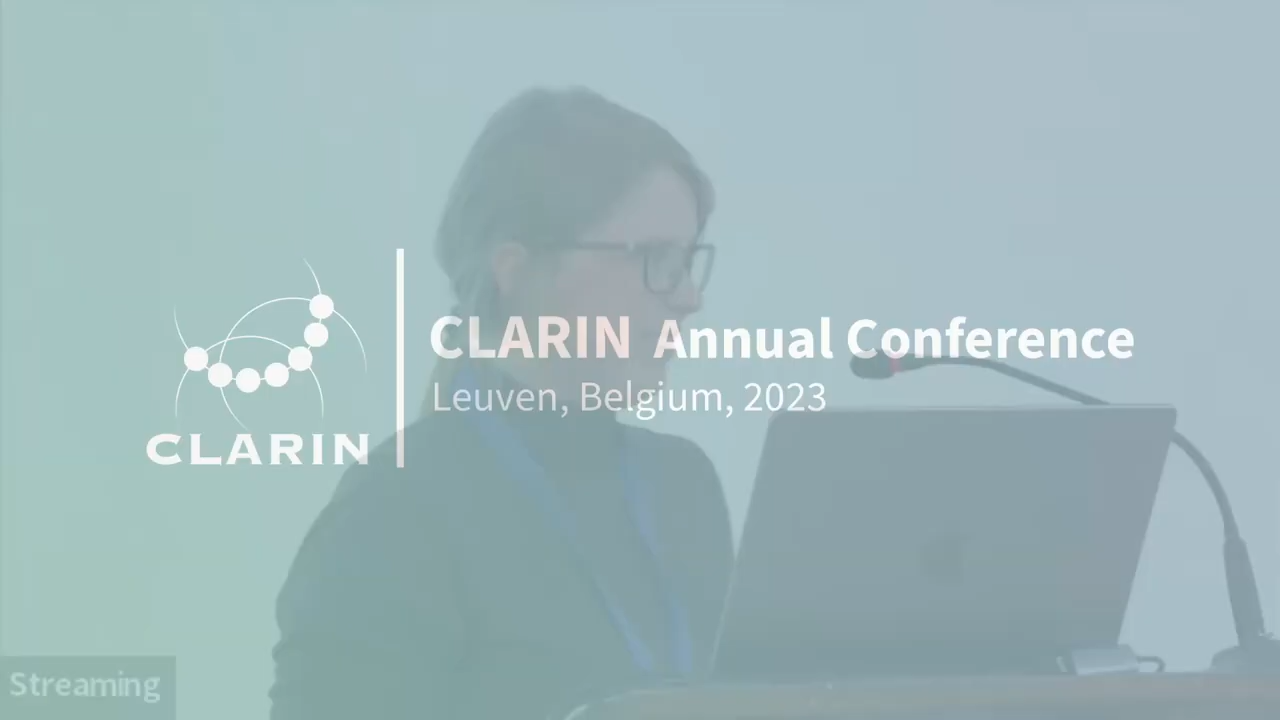 CLARIN Annual Conference
Leuven, Belgium, 2023
CLARIN
Streaming